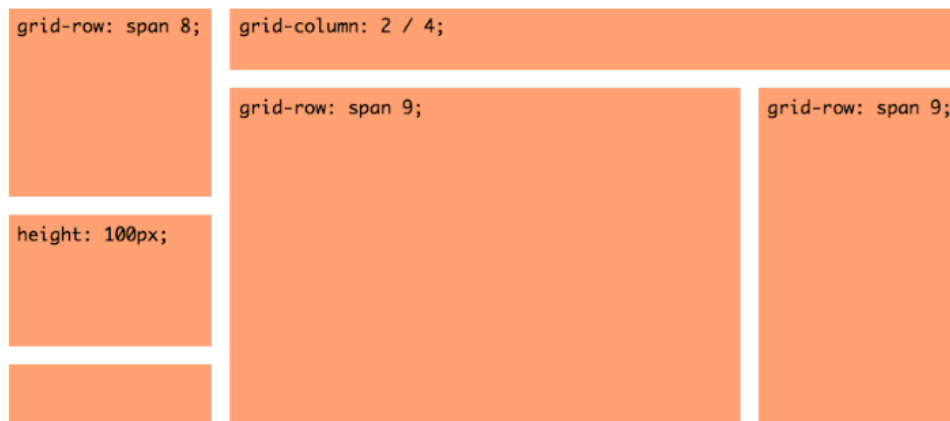 grid-row: span 8;
grid-column: 2 / 4;
grid-row: span 9;
grid-row: span 9;
height: 100px;